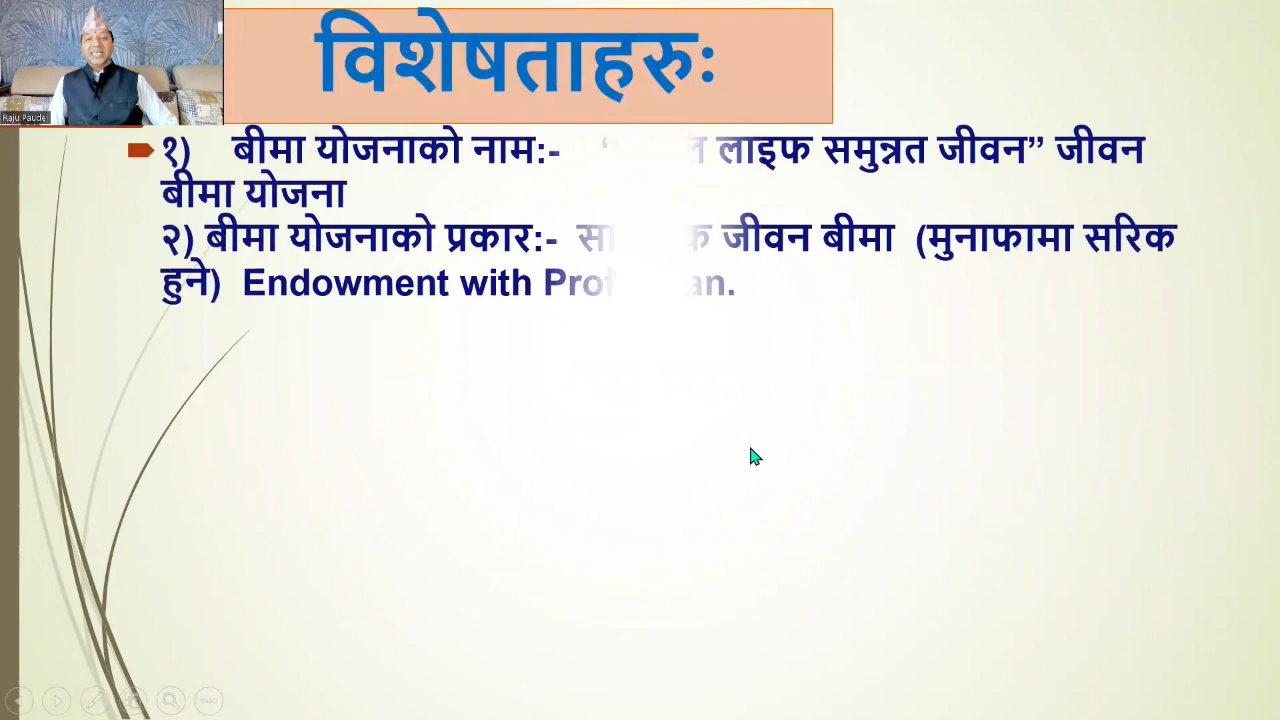 विशेषताहरुः
Raju Paudel
१) बीमा योजनाको नाम:- लाइफ समुन्नत जीवन” जीवन
बीमा योजना
२) बीमा योजनाको प्रकार:- जीवन बीमा (मुनाफामा सरिक
हुने) Endowment with